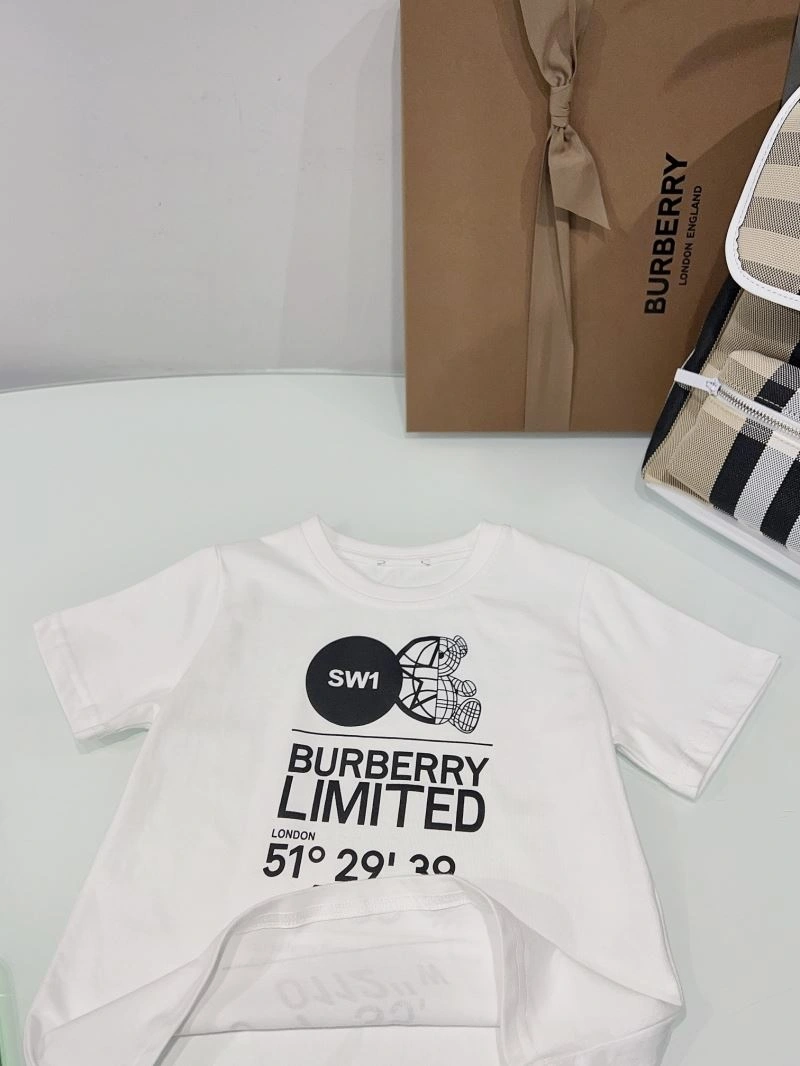 BURBERRY
LONDON ENGLAND
SW1
BURBERRY
LIMITED
LONDON
51° 29' 39